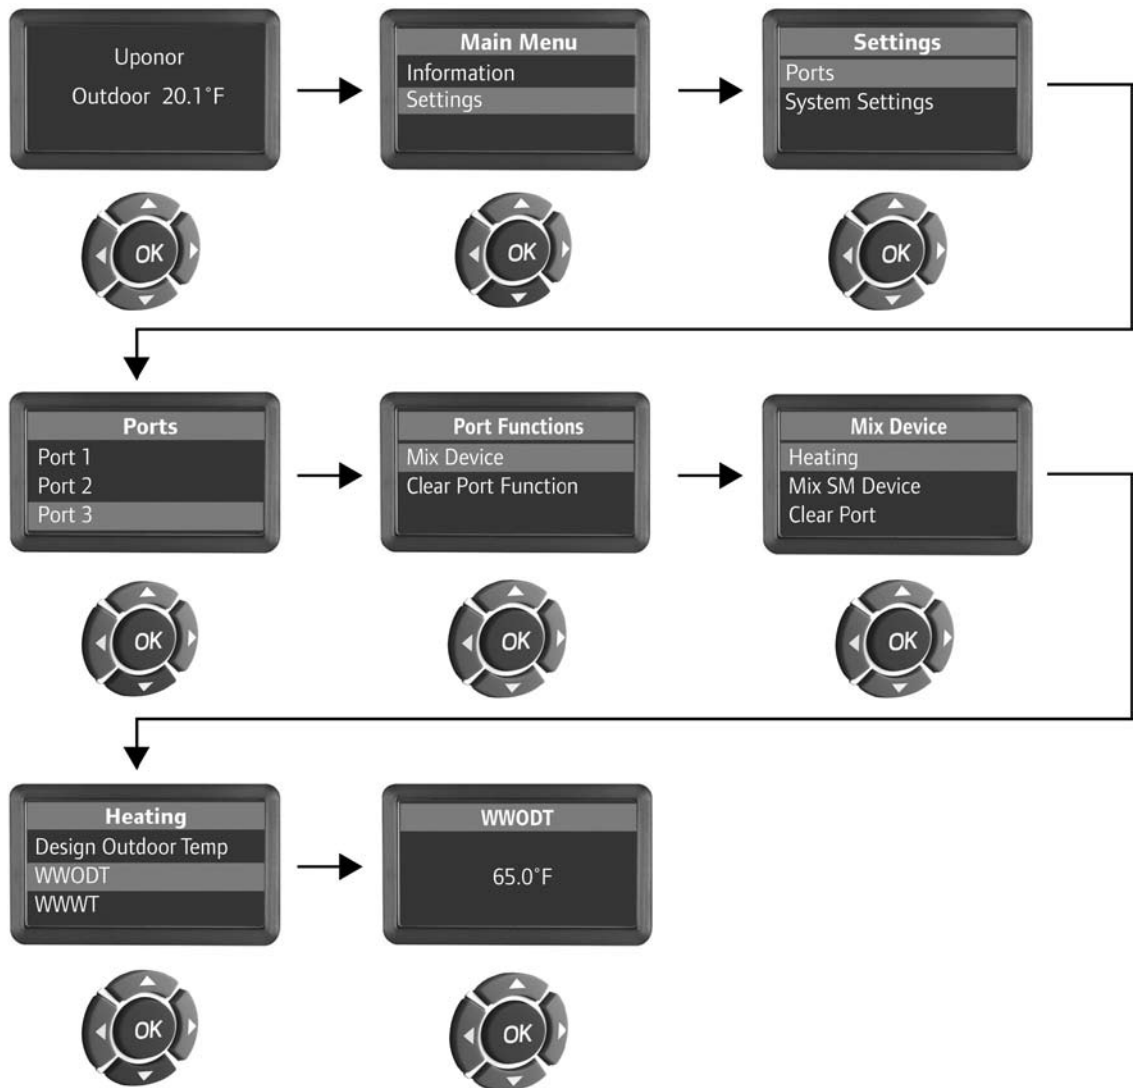 Uponor
Outdoor 20.1°F
Main Menu
Information
Settings
Settings
Ports
System Settings
OK
OK
OK
Ports
Port 1
Port 2
Port 3
Port Functions
Mix Device
Clear Port Function
Mix Device
Heating
Mix SM Device
Clear Port
OK
OK
OK
Heating
Design Outdoor Temp
WWODT
WWWT
WWODT
65.0°F
OK
OK